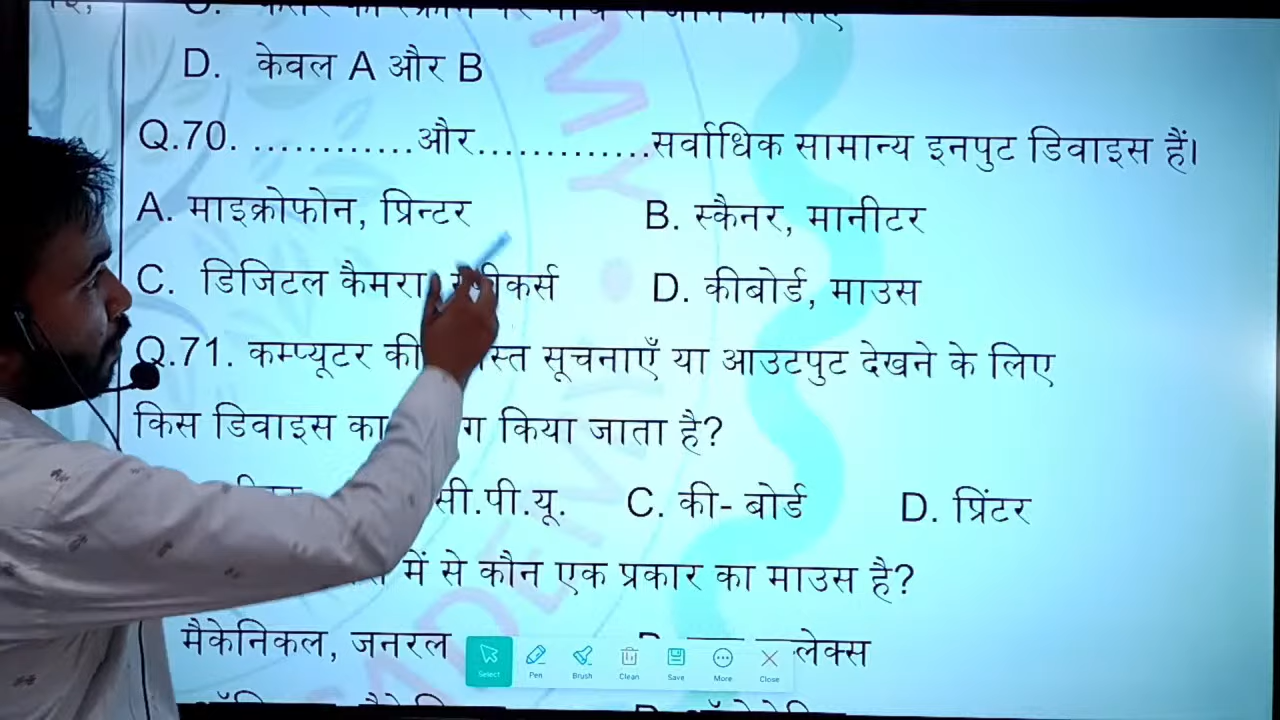 D. केवल A और B
Q.70. ............और.............सर्वाधिक सामान्य इनपुट डिवाइस हैं।
A. माइक्रोफोन, प्रिन्टर B. स्कैनर, मानीटर
C. डिजिटल कैमरा D. कीबोर्ड, माउस
Q.71. कम्प्यूटर की सूचनाएँ या आउटपुट देखने के लिए
किस डिवाइस का किया जाता है?
सी.पी.यू. C. की- बोर्ड D. प्रिंटर
में से कौन एक प्रकार का माउस है?
मैकेनिकल, जनरल
Select Pen Brush Clean Save More Close